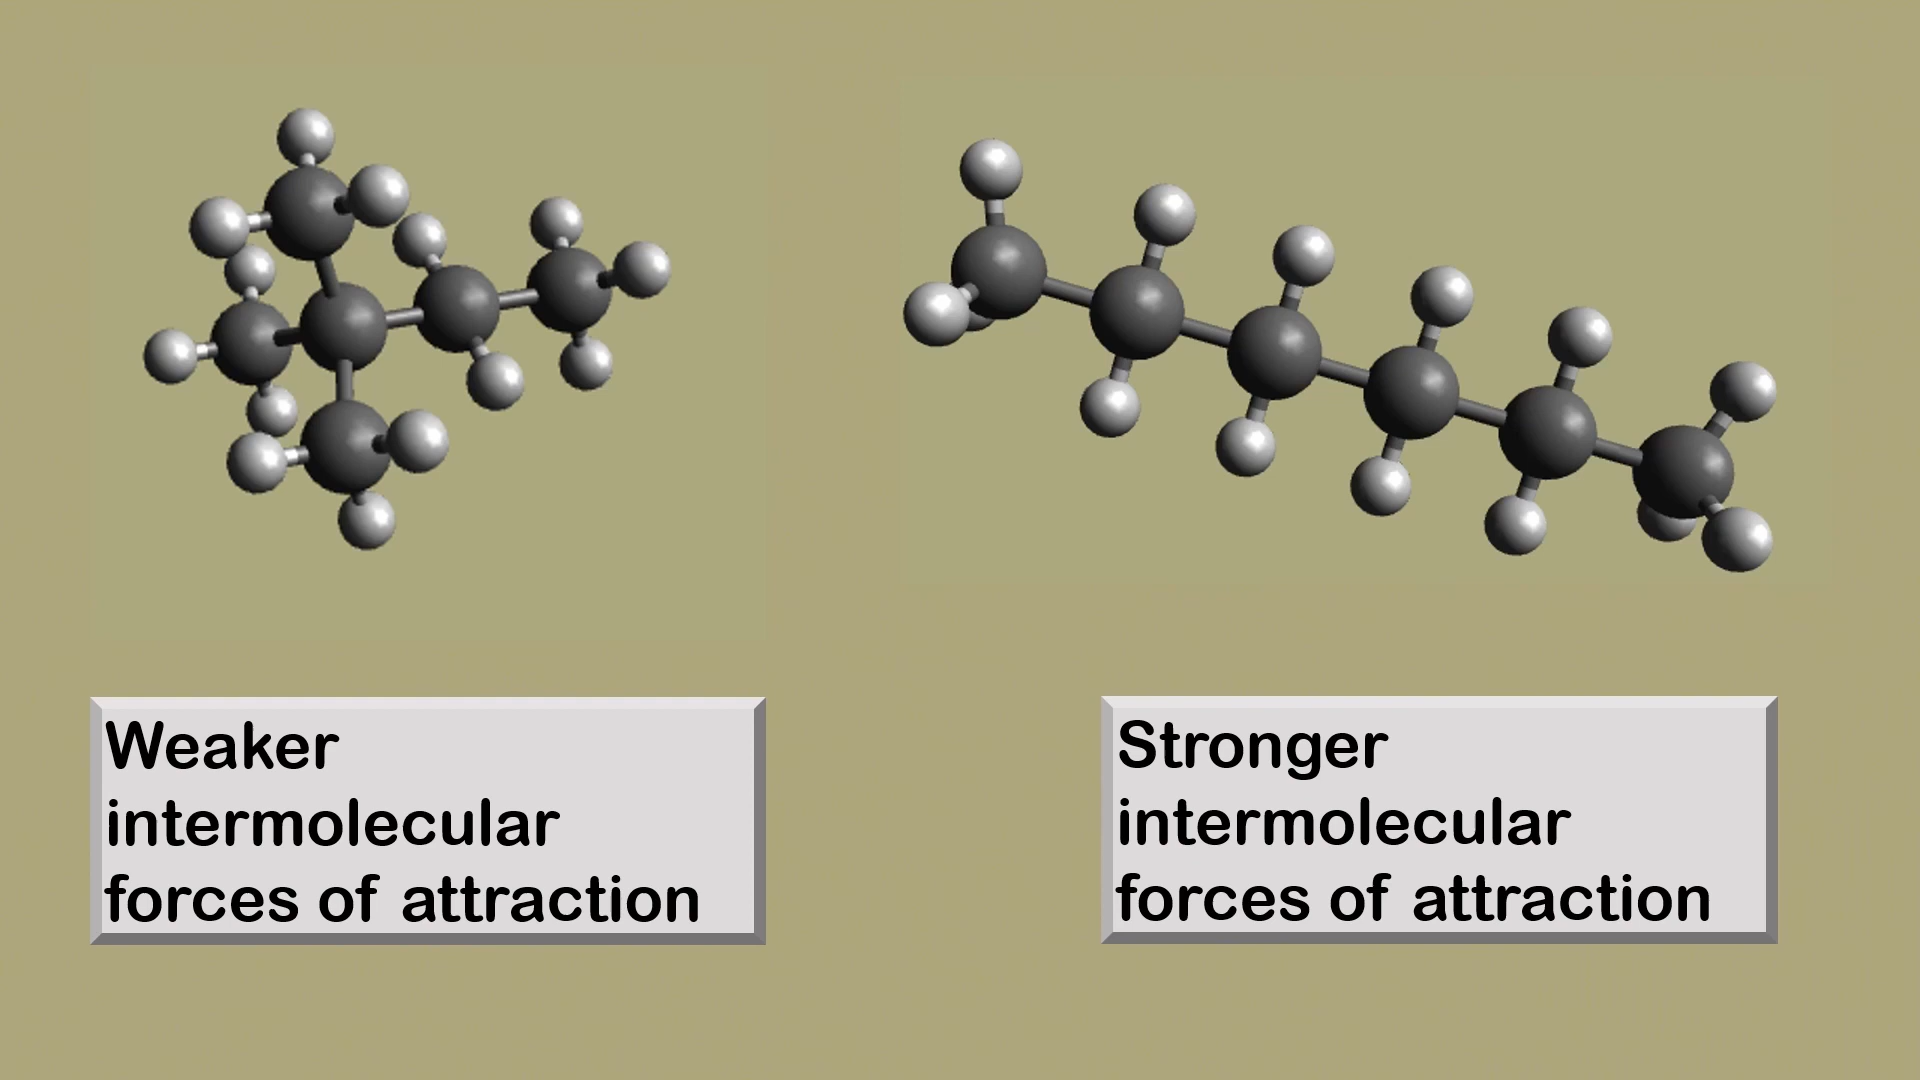 Weaker
intermolecular
forces of attraction
Stronger
intermolecular
forces of attraction